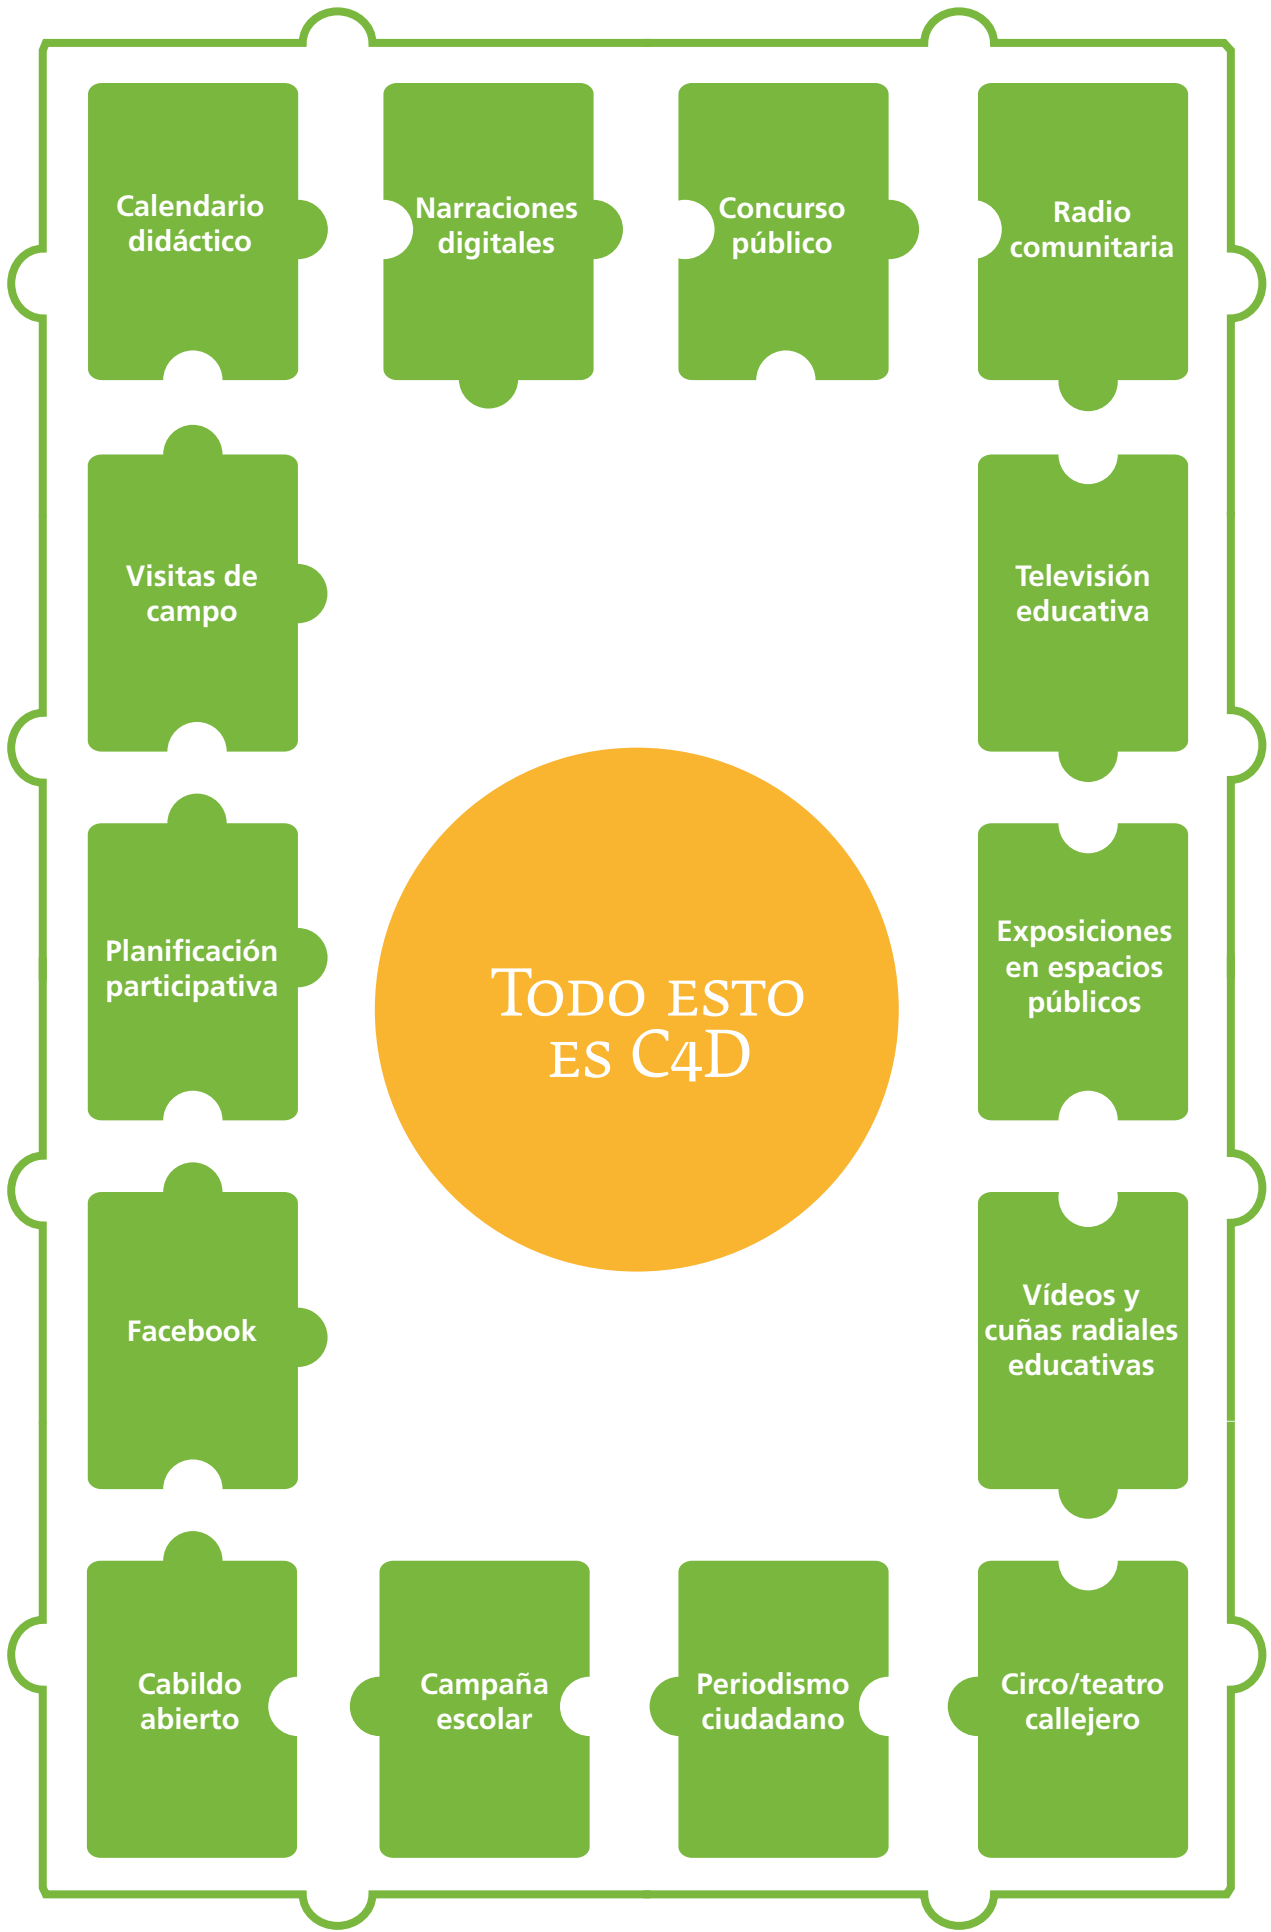 Calendario
didáctico
Narraciones
digitales
Concurso
público
Radio
comunitaria
Visitas de
campo
Televisión
educativa
Planificación
participativa
Todo esto
es C4D
Exposiciones
en espacios
públicos
Facebook
Vídeos y
cuñas radiales
educativas
Cabildo
abierto
Campaña
escolar
Periodismo
ciudadano
Circo/teatro
callejero